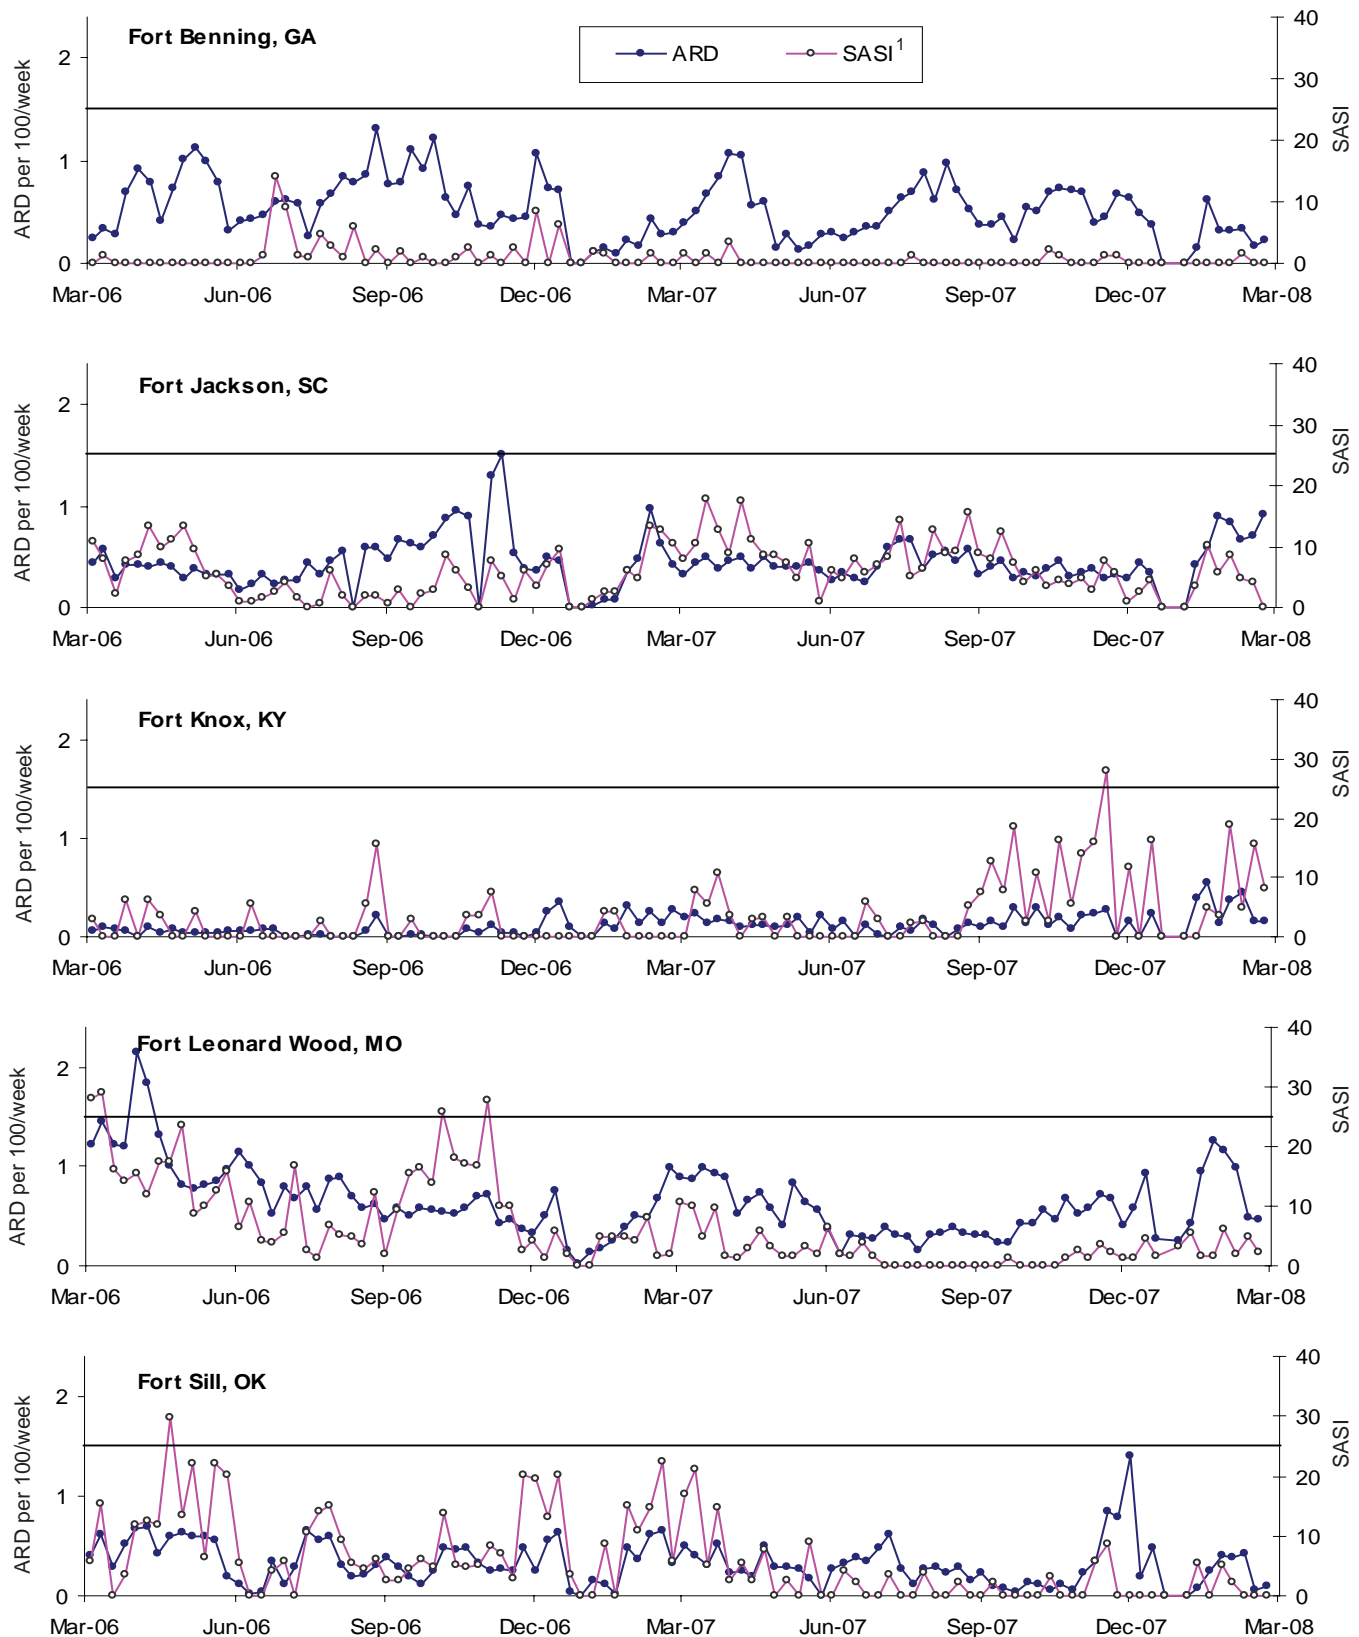 Fort Benning, GA
ARD
SASI1
ARD per 100/week
2
1
0
40
30
20
10
0
SASI
Mar-06 Jun-06 Sep-06 Dec-06 Mar-07 Jun-07 Sep-07 Dec-07 Mar-08
Fort Jackson, SC
ARD per 100/week
2
1
0
40
30
20
10
0
SASI
Mar-06 Jun-06 Sep-06 Dec-06 Mar-07 Jun-07 Sep-07 Dec-07 Mar-08
Fort Knox, KY
ARD per 100/week
2
1
0
40
30
20
10
0
SASI
Mar-06 Jun-06 Sep-06 Dec-06 Mar-07 Jun-07 Sep-07 Dec-07 Mar-08
Fort Leonard Wood, MO
ARD per 100/week
2
1
0
40
30
20
10
0
SASI
Mar-06 Jun-06 Sep-06 Dec-06 Mar-07 Jun-07 Sep-07 Dec-07 Mar-08
Fort Sill, OK
ARD per 100/week
2
1
0
40
30
20
10
0
SASI
Mar-06 Jun-06 Sep-06 Dec-06 Mar-07 Jun-07 Sep-07 Dec-07 Mar-08